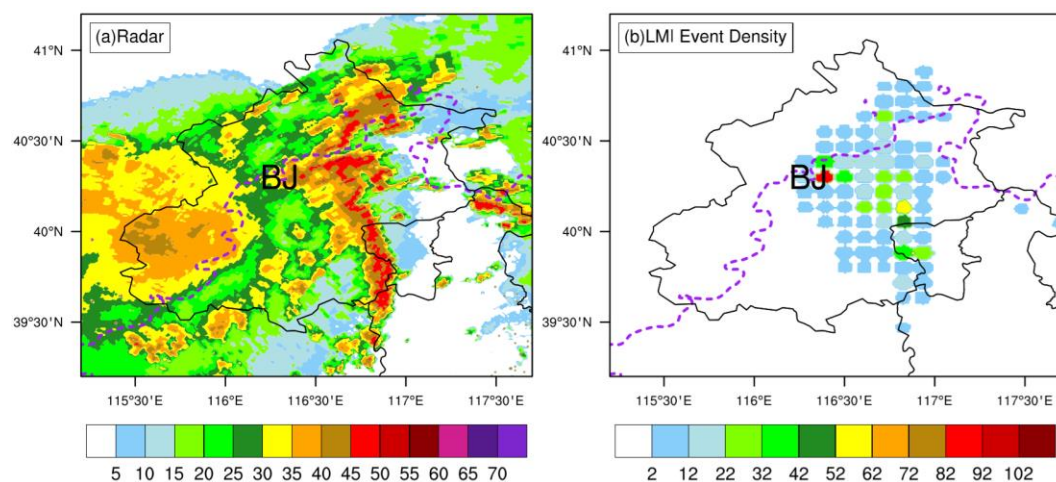 (a)Radar
41°N
40°30'N
40°N
39°30'N
BJ
115°30'E
116°E
116°30'E
117°E
117°30'E
5 10 15 20 25 30 35 40 45 50 55 60 65 70
(b)LMI Event Density
41°N
40°30'N
40°N
39°30'N
BJ
115°30'E
116°E
116°30'E
117°E
117°30'E
2 12 22 32 42 52 62 72 82 92 102